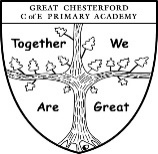 GREAT CHESTERFORD
C of E PRIMARY ACADEMY
Together We
Are Great